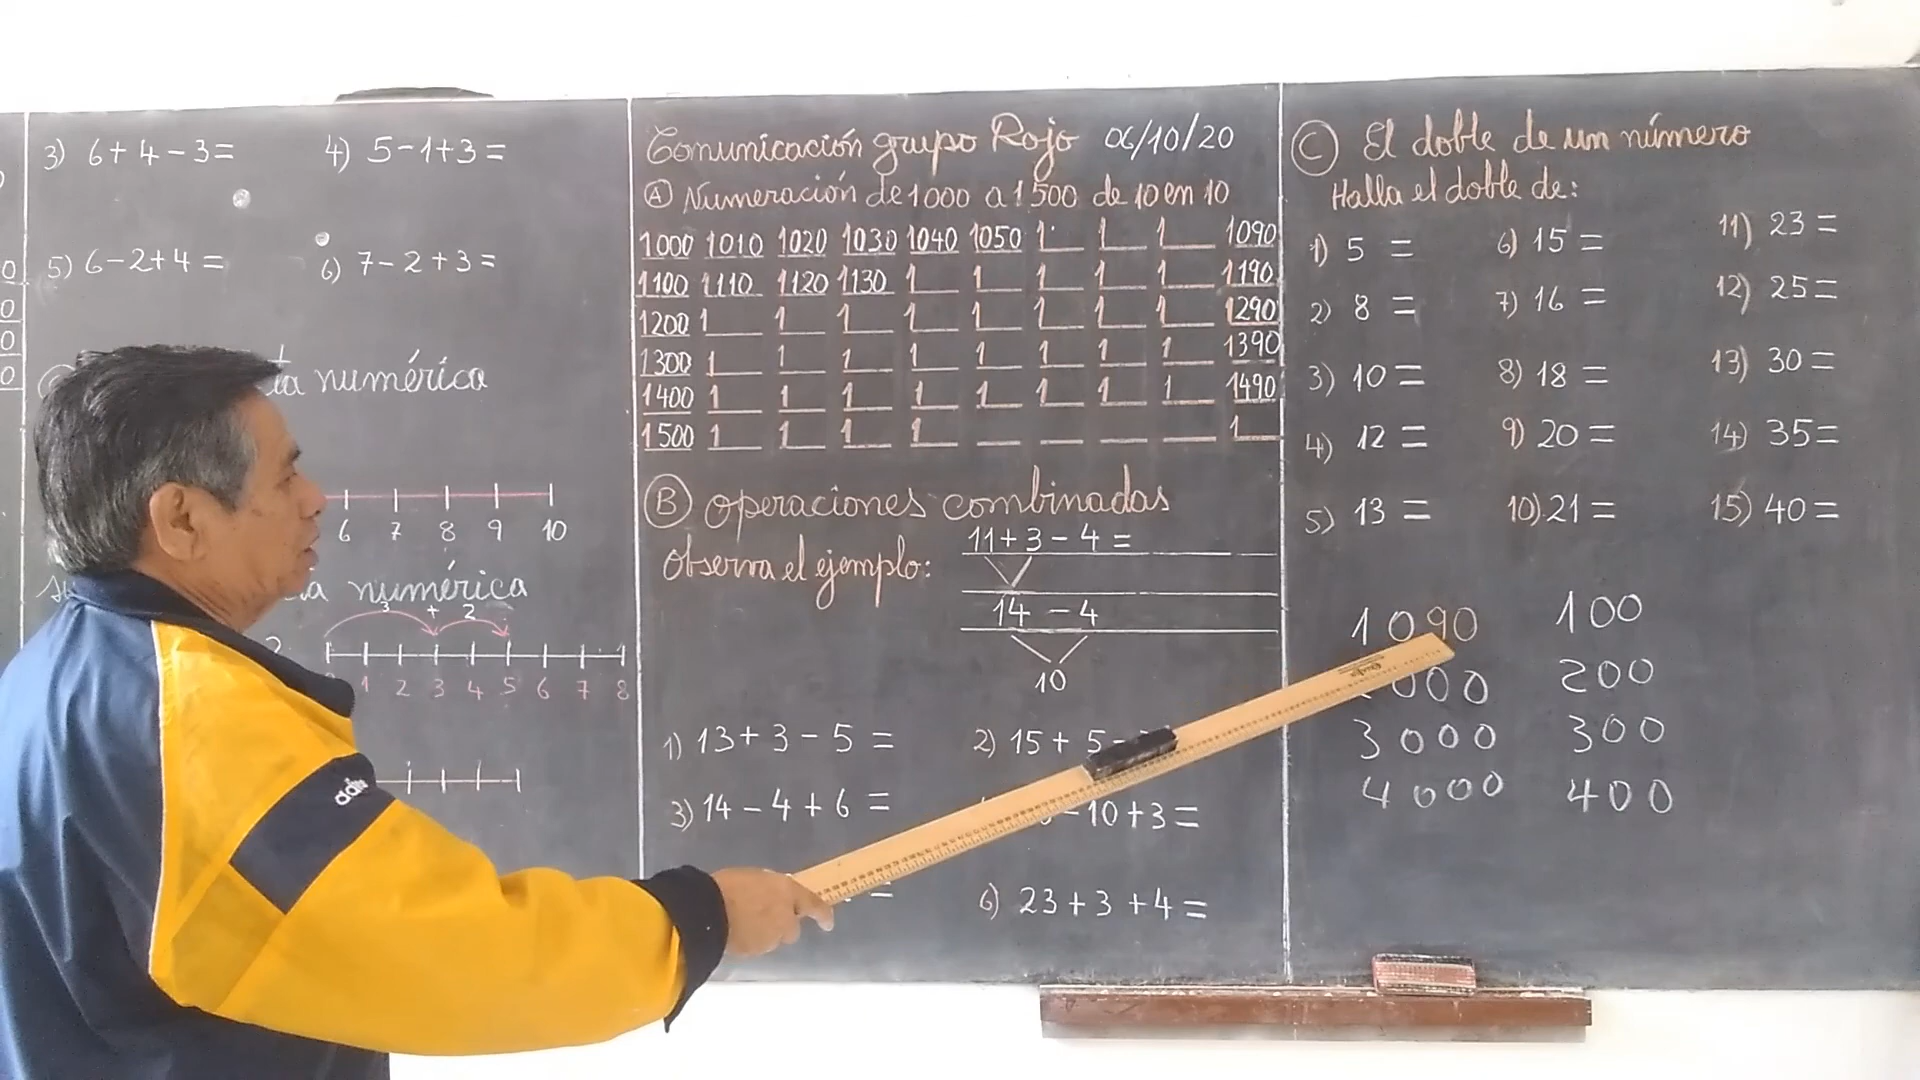 3) 6+4-3= 4) 5-1+3=
5) 6-2+4= 6) 7-2+3=
numérica
6 7 8 9 10
numérica
3 + 2
1 2 3 4 5 6 7 8
adidas
Comunicación grupo Rojo 06/10/20
A Numeración de 1000 a 1500 de 10 en 10
1000 1010 1020 1030 1040 1050 1 1 1 1090
1100 1110 1120 1130 1 1 1 1 1 1190
1200 1 1 1 1 1 1 1 1 1290
1300 1 1 1 1 1 1 1 1 1390
1400 1 1 1 1 1 1 1 1 1490
1500 1 1 1 1 1
B Operaciones combinadas
Observa el ejemplo:
11+3-4=
14-4
10
1) 13+3-5= 2) 15+5-
3) 14-4+6= -10+3=
= 6) 23+3+4=
C El doble de un número
Halla el doble de:
1) 5 = 6) 15 = 11) 23 =
2) 8 = 7) 16 = 12) 25 =
3) 10 = 8) 18 = 13) 30 =
4) 12 = 9) 20 = 14) 35 =
5) 13 = 10) 21 = 15) 40 =
1090 100
000 200
3000 300
4000 400